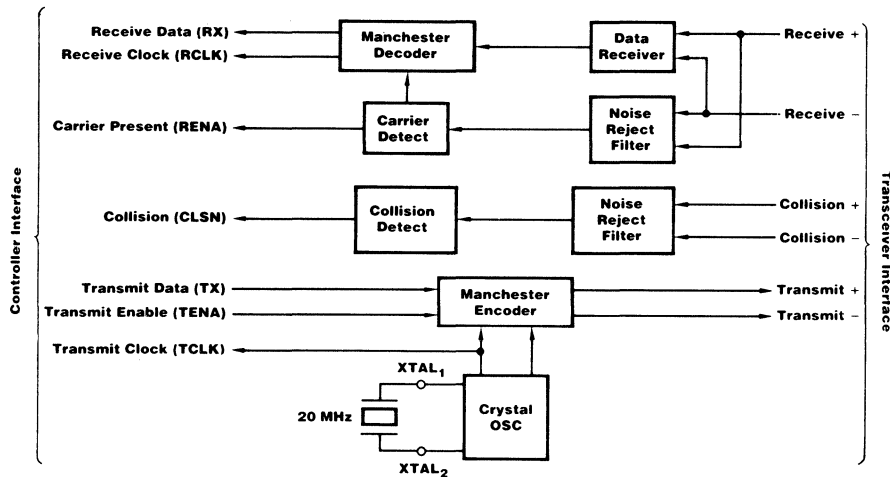 Controller Interface
Receive Data (RX)
Receive Clock (RCLK)
Manchester
Decoder
Data
Receiver
Receive +
Carrier Present (RENA)
Carrier
Detect
Noise
Reject
Filter
Receive −
Collision (CLSN)
Collision
Detect
Noise
Reject
Filter
Collision +
Collision −
Transmit Data (TX)
Transmit Enable (TENA)
Manchester
Encoder
Transmit +
Transmit −
Transmit Clock (TCLK)
XTAL₁
20 MHz
Crystal
OSC
XTAL₂
Transceiver Interface